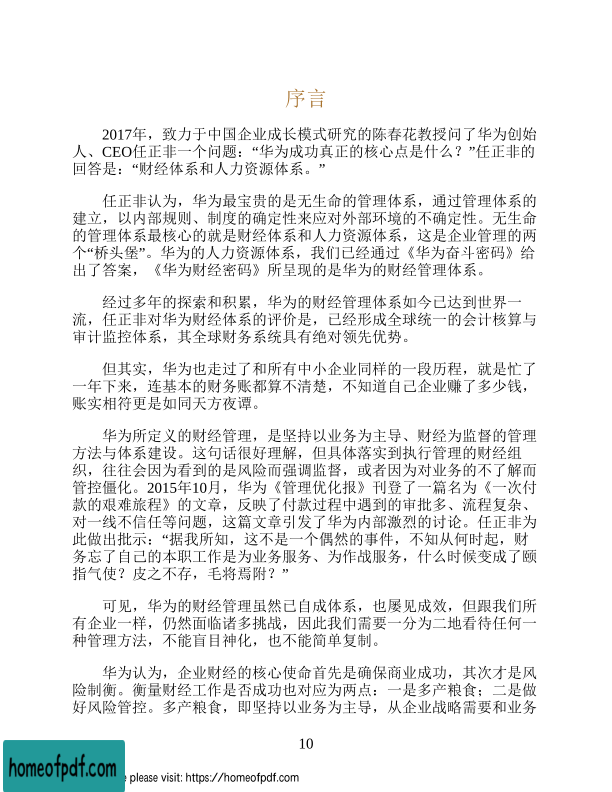 序言
2017年，致力于中国企业成长模式研究的陈春花教授问了华为创始
人、CEO任正非一个问题：“华为成功真正的核心点是什么？”任正非的
回答是：“财经体系和人力资源体系。”
任正非认为，华为最宝贵的是无生命的管理体系，通过管理体系的
建立，以内部规则、制度的确定性来应对外部环境的不确定性。无生命
的管理体系最核心的就是财经体系和人力资源体系，这是企业管理的两
个“桥头堡”。华为的人力资源体系，我们已经通过《华为奋斗密码》给
出了答案，《华为财经密码》所呈现的是华为的财经管理体系。
经过多年的探索和积累，华为的财经管理体系如今已达到世界一
流，任正非对华为财经体系的评价是，已经形成全球统一的会计核算与
审计监控体系，其全球财务系统具有绝对领先优势。
但其实，华为也走过了和所有中小企业同样的一段历程，就是忙了
一年下来，连基本的财务账都算不清楚，不知道自己企业赚了多少钱，
账实相符更是如同天方夜谭。
华为所定义的财经管理，是坚持以业务为主导、财经为监督的管理
方法与体系建设。这句话很好理解，但具体落实到执行管理的财经组
织，往往会因为看到的是风险而强调监督，或者因为对业务的不了解而
管控僵化。2015年10月，华为《管理优化报》刊登了一篇名为《一次付
款的艰难旅程》的文章，反映了付款过程中遇到的审批多、流程复杂、
对一线不信任等问题，这篇文章引发了华为内部激烈的讨论。任正非为
此做出批示：“据我所知，这不是一个偶然的事件，不知从何时起，财
务忘了自己的本职工作是为业务服务、为作战服务，什么时候变成了颐
指气使？皮之不存，毛将焉附？”
可见，华为的财经管理虽然已自成体系，也屡见成效，但跟我们所
有企业一样，仍然面临诸多挑战，因此我们需要一分为二地看待任何一
种管理方法，不能盲目神化，也不能简单复制。
华为认为，企业财经的核心使命首先是确保商业成功，其次才是风
险制衡。衡量财经工作是否成功也对应为两点：一是多产粮食；二是做
好风险管控。多产粮食，即坚持以业务为主导，从企业战略需要和业务
10
homeofpdf.com
please visit: https://homeofpdf.com